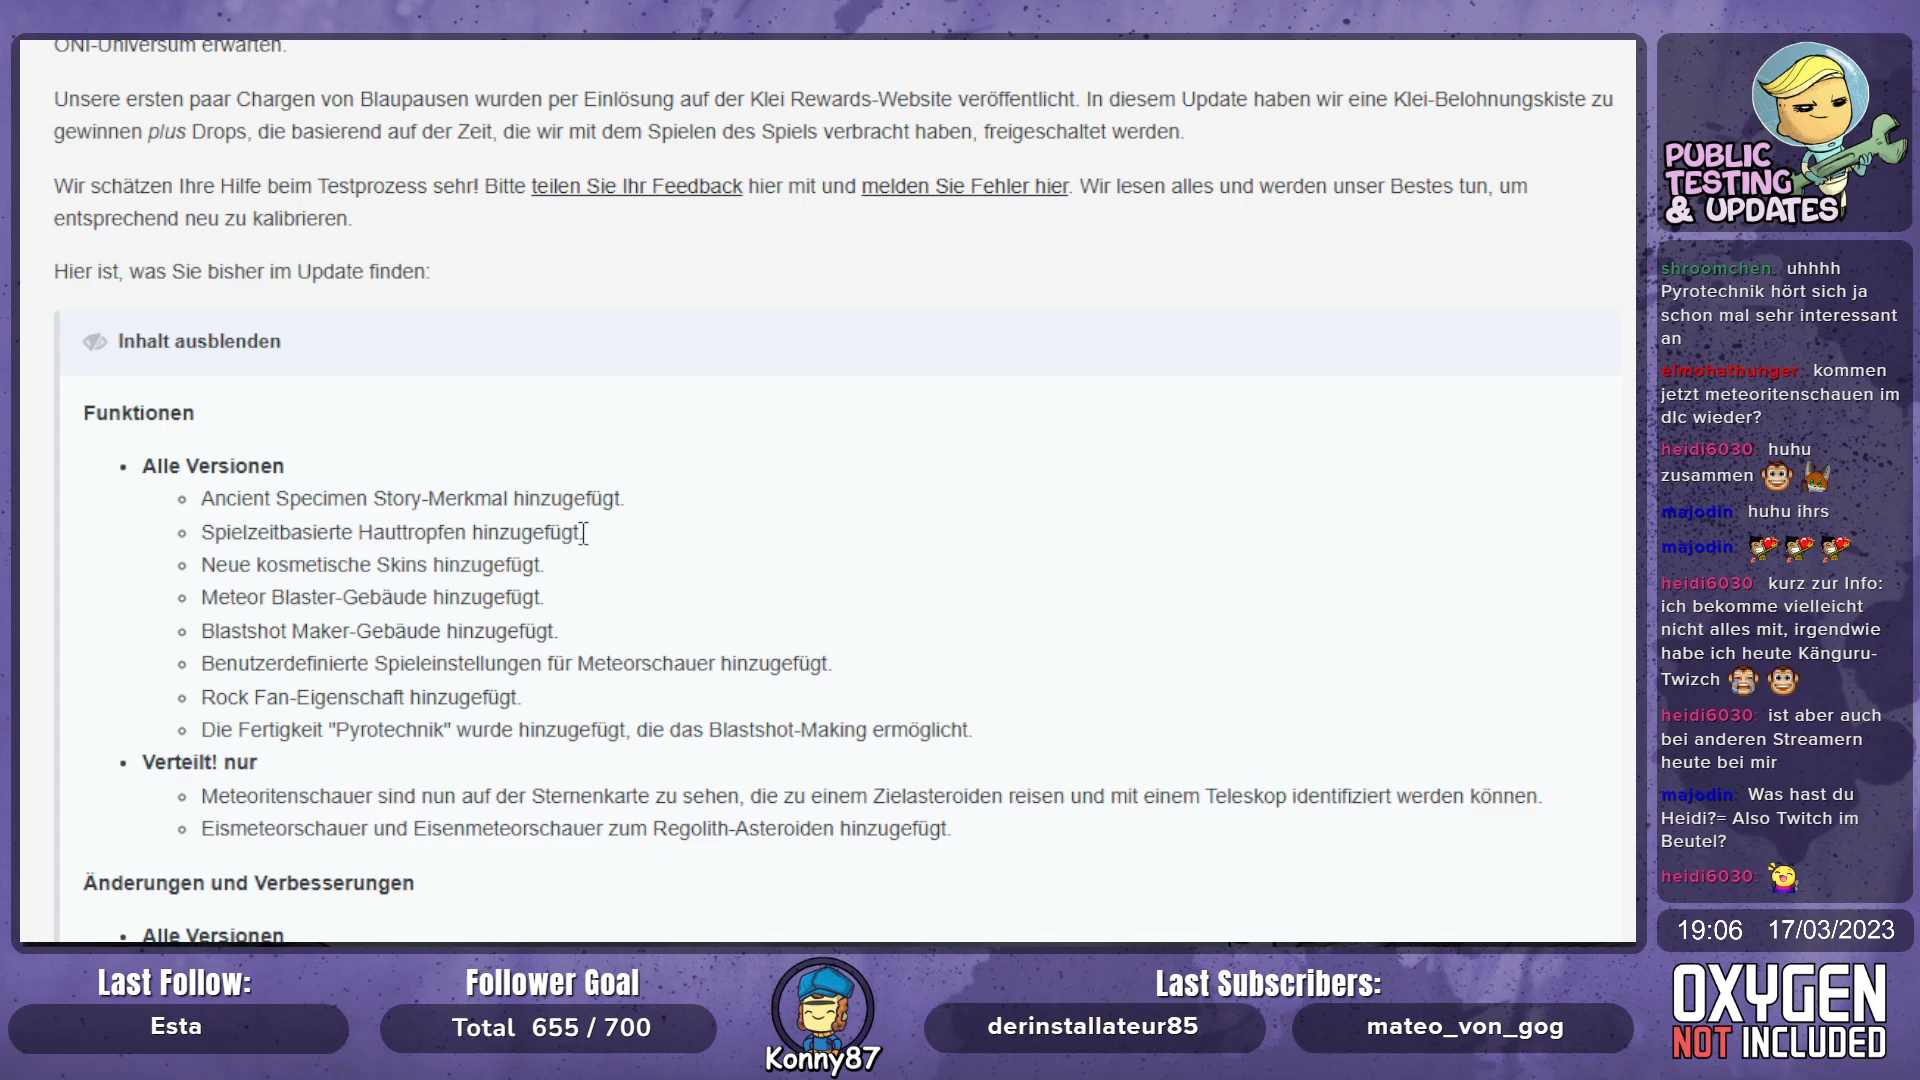 ONI-Universum erwarten.
Unsere ersten paar Chargen von Blaupausen wurden per Einlösung auf der Klei Rewards-Website veröffentlicht. In diesem Update haben wir eine Klei-Belohnungskiste zu
gewinnen plus Drops, die basierend auf der Zeit, die wir mit dem Spielen des Spiels verbracht haben, freigeschaltet werden.
Wir schätzen Ihre Hilfe beim Testprozess sehr! Bitte teilen Sie Ihr Feedback hier mit und melden Sie Fehler hier. Wir lesen alles und werden unser Bestes tun, um
entsprechend neu zu kalibrieren.
Hier ist, was Sie bisher im Update finden:
Inhalt ausblenden
Funktionen
Alle Versionen
Ancient Specimen Story-Merkmal hinzugefügt.
Spielzeitbasierte Hauttropfen hinzugefügt.
Neue kosmetische Skins hinzugefügt.
Meteor Blaster-Gebäude hinzugefügt.
Blastshot Maker-Gebäude hinzugefügt.
Benutzerdefinierte Spieleinstellungen für Meteorschauer hinzugefügt.
Rock Fan-Eigenschaft hinzugefügt.
Die Fertigkeit "Pyrotechnik" wurde hinzugefügt, die das Blastshot-Making ermöglicht.
Verteilt! nur
Meteoritenschauer sind nun auf der Sternenkarte zu sehen, die zu einem Zielasteroiden reisen und mit einem Teleskop identifiziert werden können.
Eismeteorschauer und Eisenmeteorschauer zum Regolith-Asteroiden hinzugefügt.
Änderungen und Verbesserungen
Alle Versionen
PUBLIC
TESTING
& UPDATES
shroomchen: uhhhh
Pyrotechnik hört sich ja
schon mal sehr interessant
an
elmohathunger: kommen
jetzt meteoritenschauen im
dlc wieder?
heidi6030: huhu
zusammen
majodin: huhu ihrs
majodin:
heidi6030: kurz zur Info:
ich bekomme vielleicht
nicht alles mit, irgendwie
habe ich heute Känguru-
Twizch
heidi6030: ist aber auch
bei anderen Streamern
heute bei mir
majodin: Was hast du
Heidi?= Also Twitch im
Beutel?
heidi6030:
19:06 17/03/2023
Last Follow:
Esta
Follower Goal
Total 655 / 700
Konny87
Last Subscribers:
derinstallateur85
mateo_von_gog
OXYGEN
NOT INCLUDED